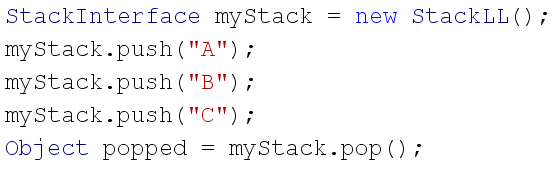 StackInterface myStack = new StackLL();
myStack.push("A");
myStack.push("B");
myStack.push("C");
Object popped = myStack.pop();